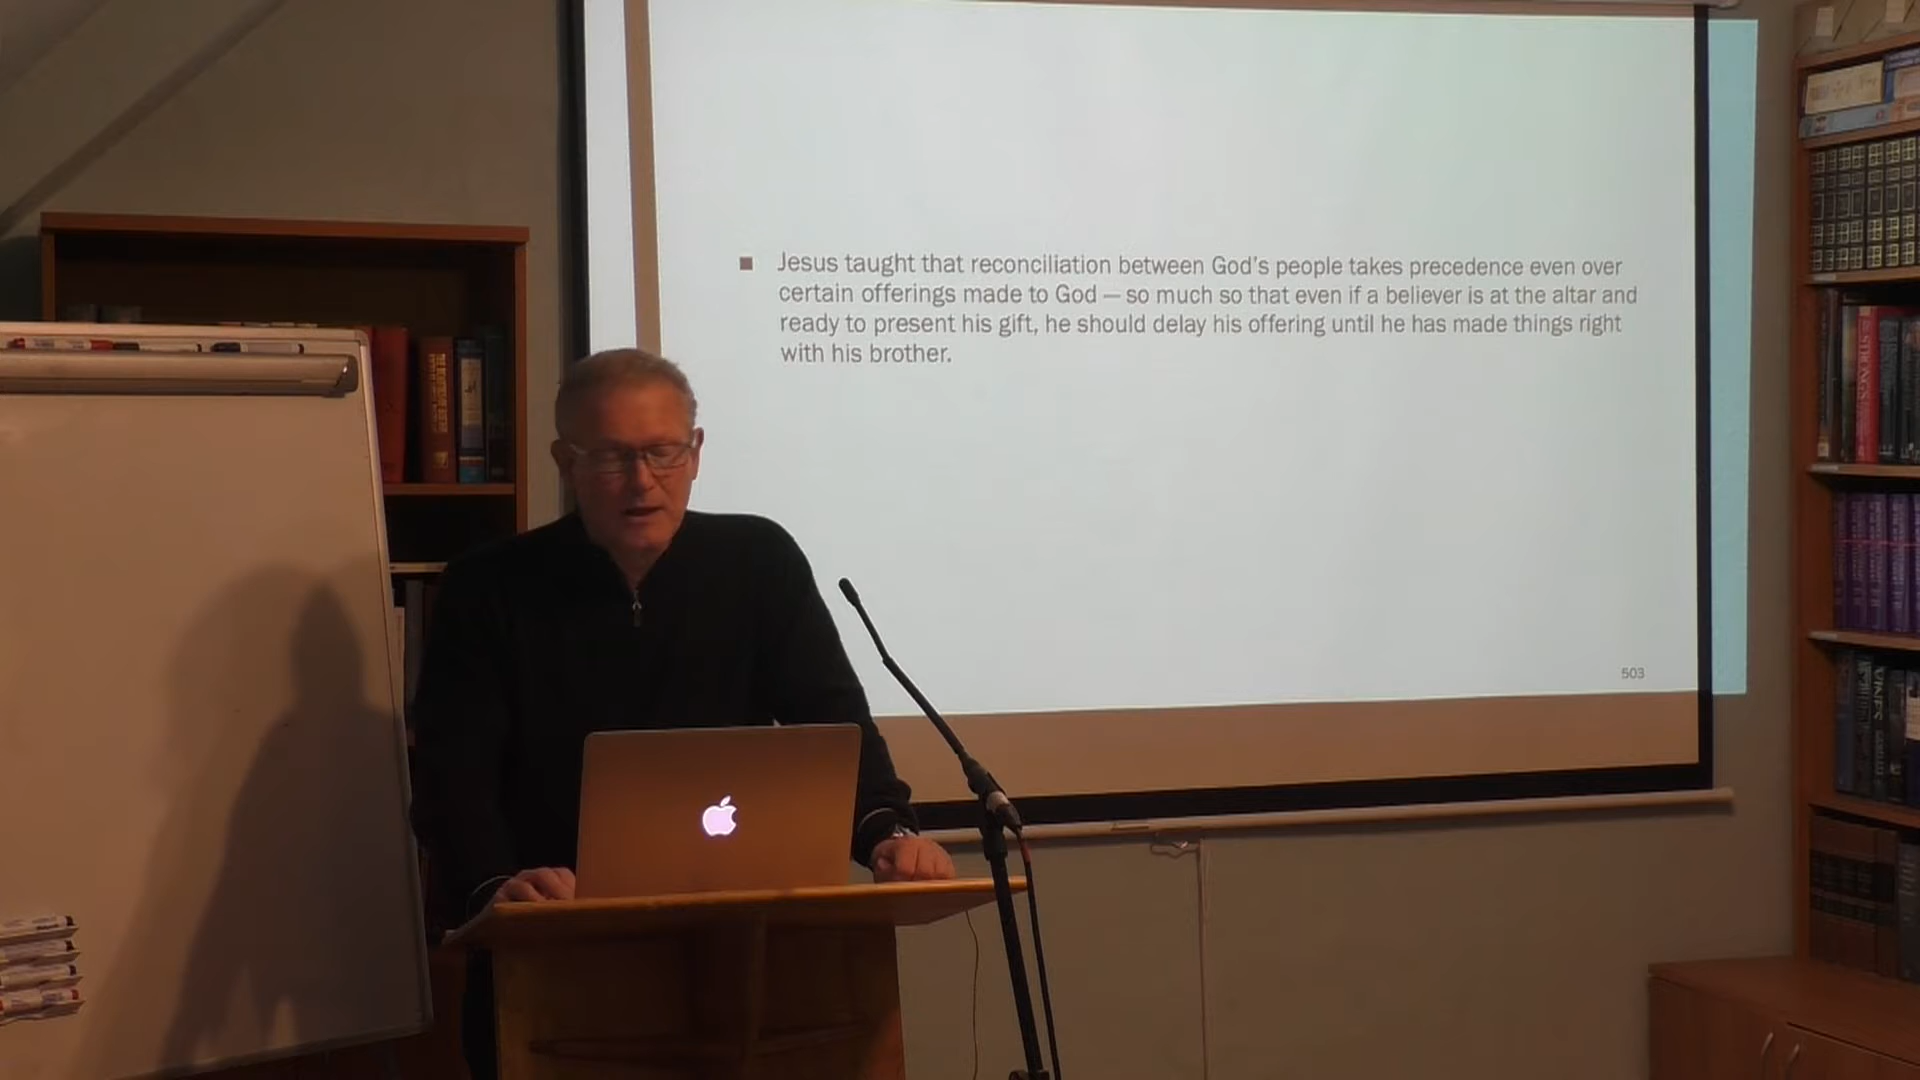 Jesus taught that reconciliation between God's people takes precedence even over
certain offerings made to God — so much so that even if a believer is at the altar and
ready to present his gift, he should delay his offering until he has made things right
with his brother.
503
STRONG'S